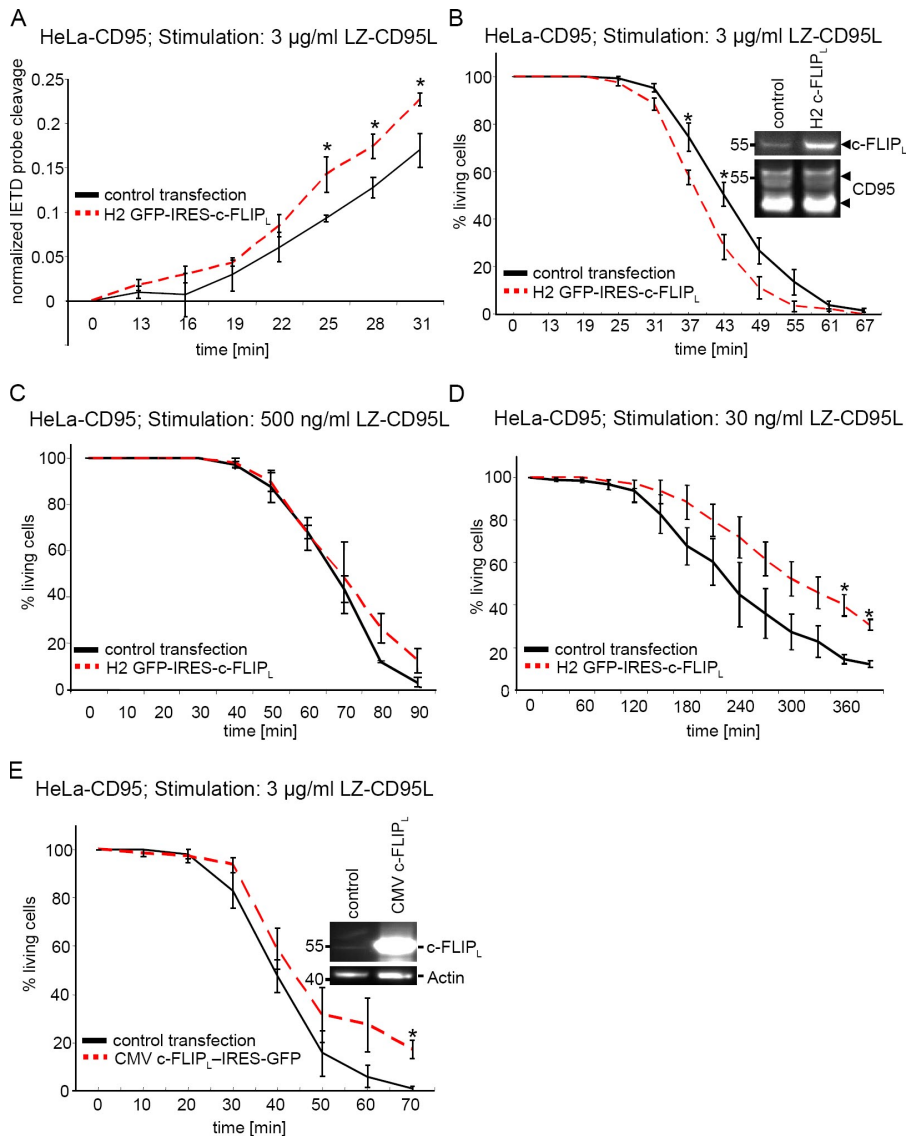 A
HeLa-CD95; Stimulation: 3 µg/ml LZ-CD95L
normalized IETD probe cleavage
0.25
0.2
0.15
0.1
0.05
0
*
*
*
control transfection
H2 GFP-IRES-c-FLIPL
0 13 16 19 22 25 28 31
time [min]
B
HeLa-CD95; Stimulation: 3 µg/ml LZ-CD95L
% living cells
100
80
60
40
20
0
*
*
control
H2 c-FLIPL
55
c-FLIPL
55
CD95
control transfection
H2 GFP-IRES-c-FLIPL
0 13 19 25 31 37 43 49 55 61 67
time [min]
C
HeLa-CD95; Stimulation: 500 ng/ml LZ-CD95L
% living cells
100
80
60
40
20
0
control transfection
H2 GFP-IRES-c-FLIPL
0 10 20 30 40 50 60 70 80 90
time [min]
D
HeLa-CD95; Stimulation: 30 ng/ml LZ-CD95L
% living cells
100
80
60
40
20
0
*
*
control transfection
H2 GFP-IRES-c-FLIPL
0 60 120 180 240 300 360
time [min]
E
HeLa-CD95; Stimulation: 3 µg/ml LZ-CD95L
% living cells
100
80
60
40
20
0
*
control
CMV c-FLIPL
55
c-FLIPL
40
Actin
control transfection
CMV c-FLIPL–IRES-GFP
0 10 20 30 40 50 60 70
time [min]